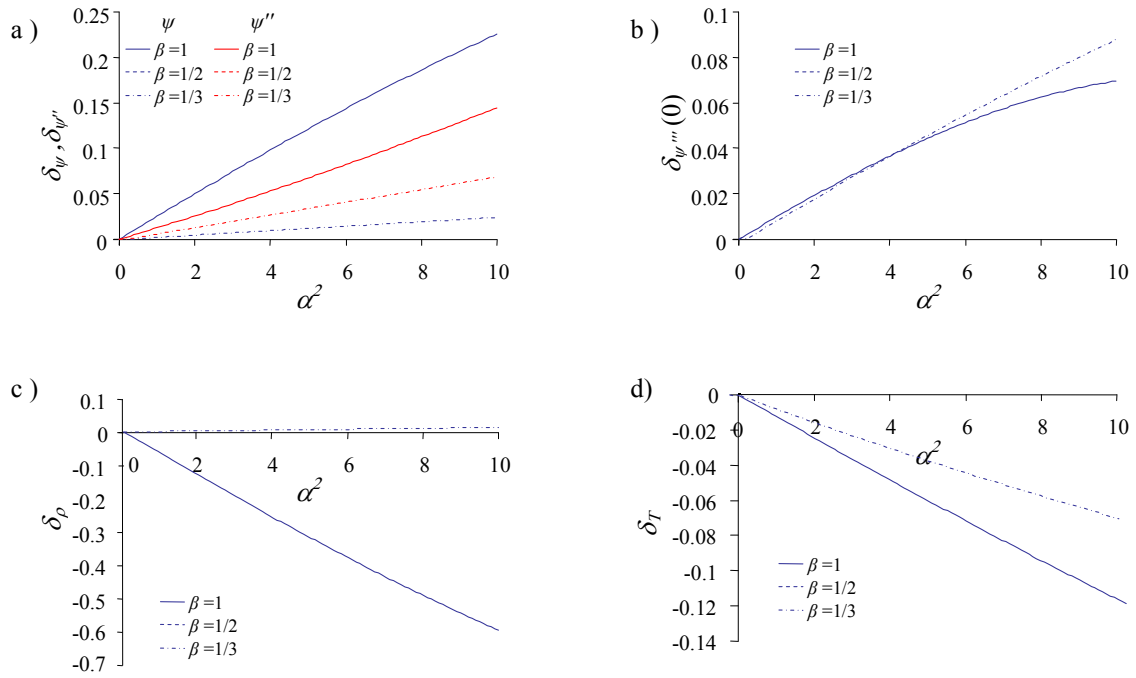 a )
0.25
0.2
0.15
0.1
0.05
0
δψ , δψ''
ψ ψ''
β =1 β =1
β =1/2 β =1/2
β =1/3 β =1/3
0 2 4 6 8 10
α²
b )
0.1
0.08
0.06
0.04
0.02
0
δψ'''(0)
β =1
β =1/2
β =1/3
0 2 4 6 8 10
α²
c )
0.1
0
-0.1
-0.2
-0.3
-0.4
-0.5
-0.6
-0.7
δρ
0 2 4 6 8 10
α²
β =1
β =1/2
β =1/3
d)
0
-0.02
-0.04
-0.06
-0.08
-0.1
-0.12
-0.14
δT
0 2 4 6 8 10
α²
β =1
β =1/2
β =1/3